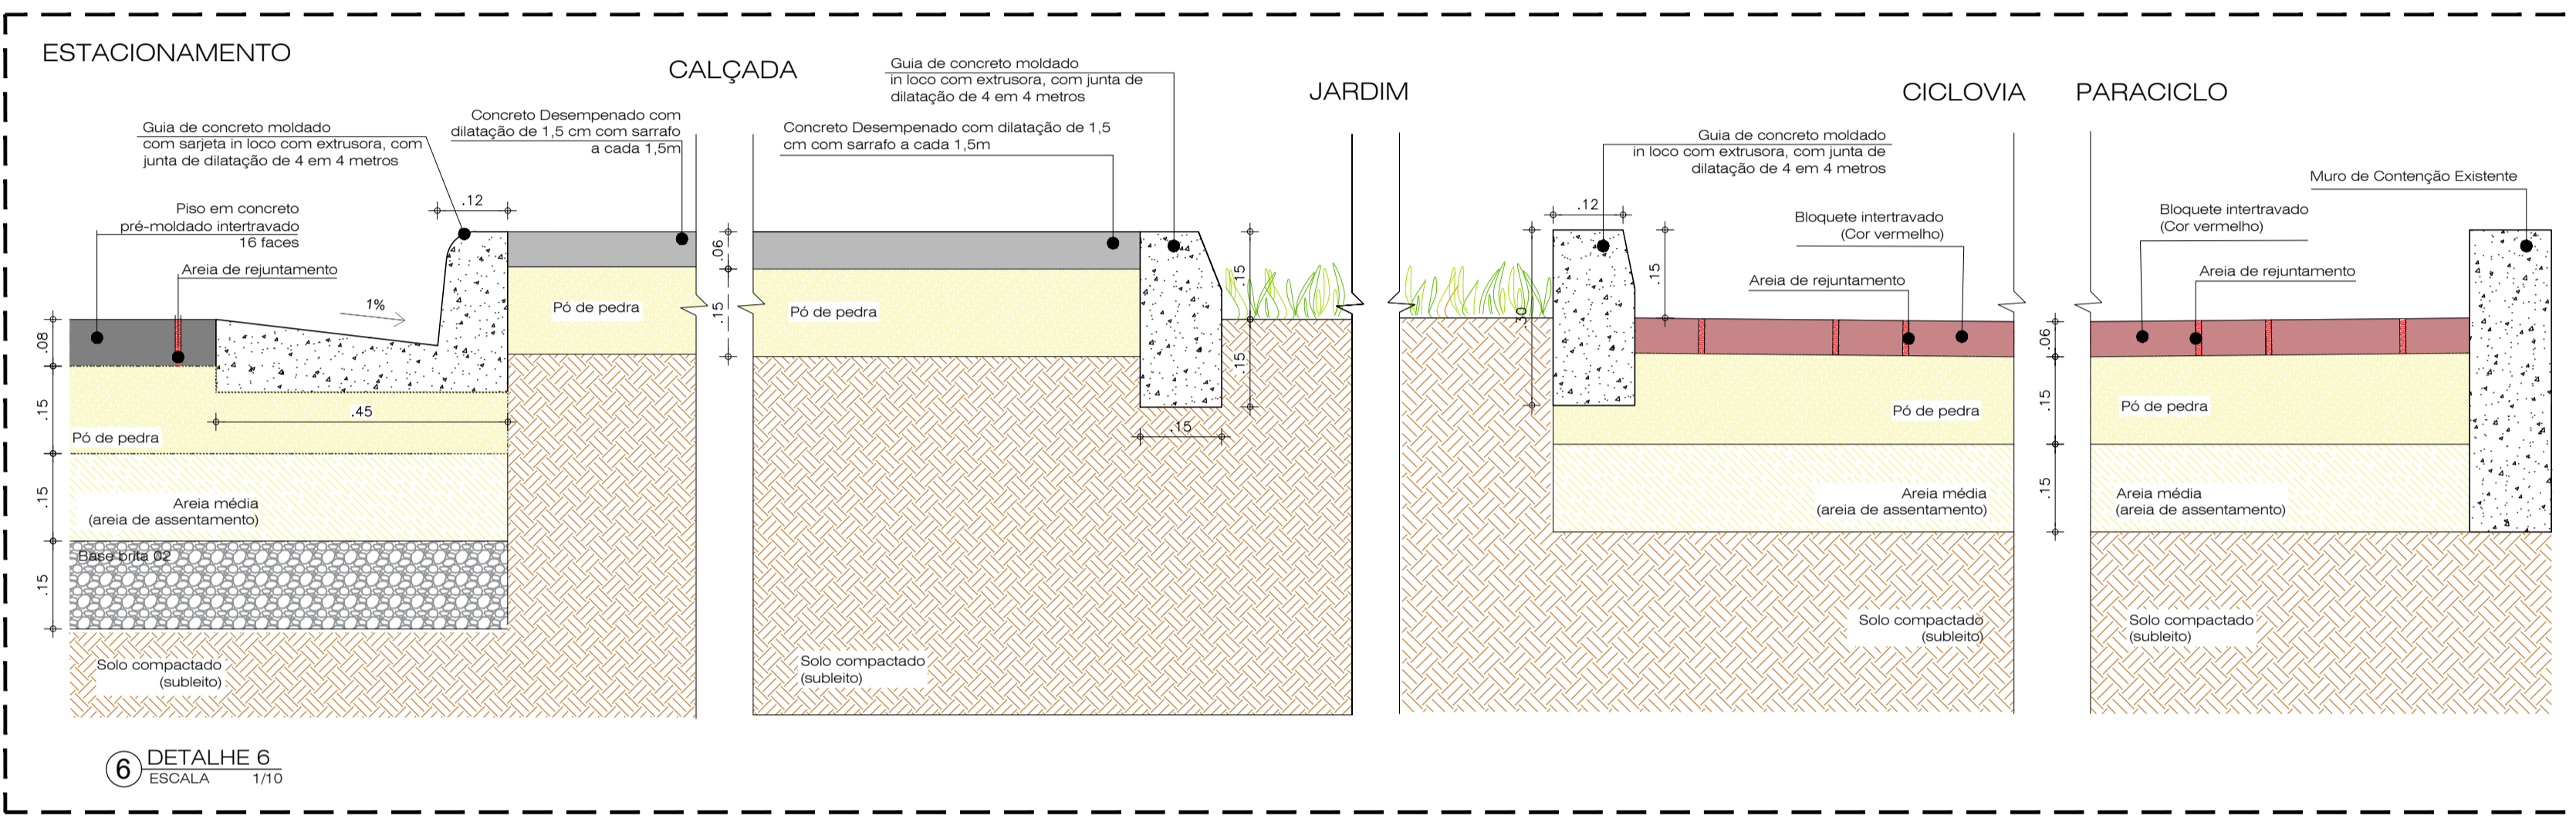 ESTACIONAMENTO
Guia de concreto moldado
com sarjeta in loco com extrusora, com
junta de dilatação de 4 em 4 metros
Piso em concreto
pré-moldado intertravado
16 faces
Areia de rejuntamento
1%
.12
.08
.15
.15
.15
.45
Pó de pedra
Areia média
(areia de assentamento)
Base brita 02
Solo compactado
(subleito)
CALÇADA
Concreto Desempenado com
dilatação de 1,5 cm com sarrafo
a cada 1,5m
Pó de pedra
.06
.15
Guia de concreto moldado
in loco com extrusora, com junta de
dilatação de 4 em 4 metros
Concreto Desempenado com dilatação de 1,5
cm com sarrafo a cada 1,5m
Pó de pedra
.15
.15
.15
Solo compactado
(subleito)
JARDIM
CICLOVIA
Guia de concreto moldado
in loco com extrusora, com junta de
dilatação de 4 em 4 metros
.12
.30
.15
Bloquete intertravado
(Cor vermelho)
Areia de rejuntamento
Pó de pedra
Areia média
(areia de assentamento)
Solo compactado
(subleito)
PARACICLO
Muro de Contenção Existente
Bloquete intertravado
(Cor vermelho)
Areia de rejuntamento
.06
.15
.15
Pó de pedra
Areia média
(areia de assentamento)
Solo compactado
(subleito)
6 DETALHE 6
ESCALA 1/10